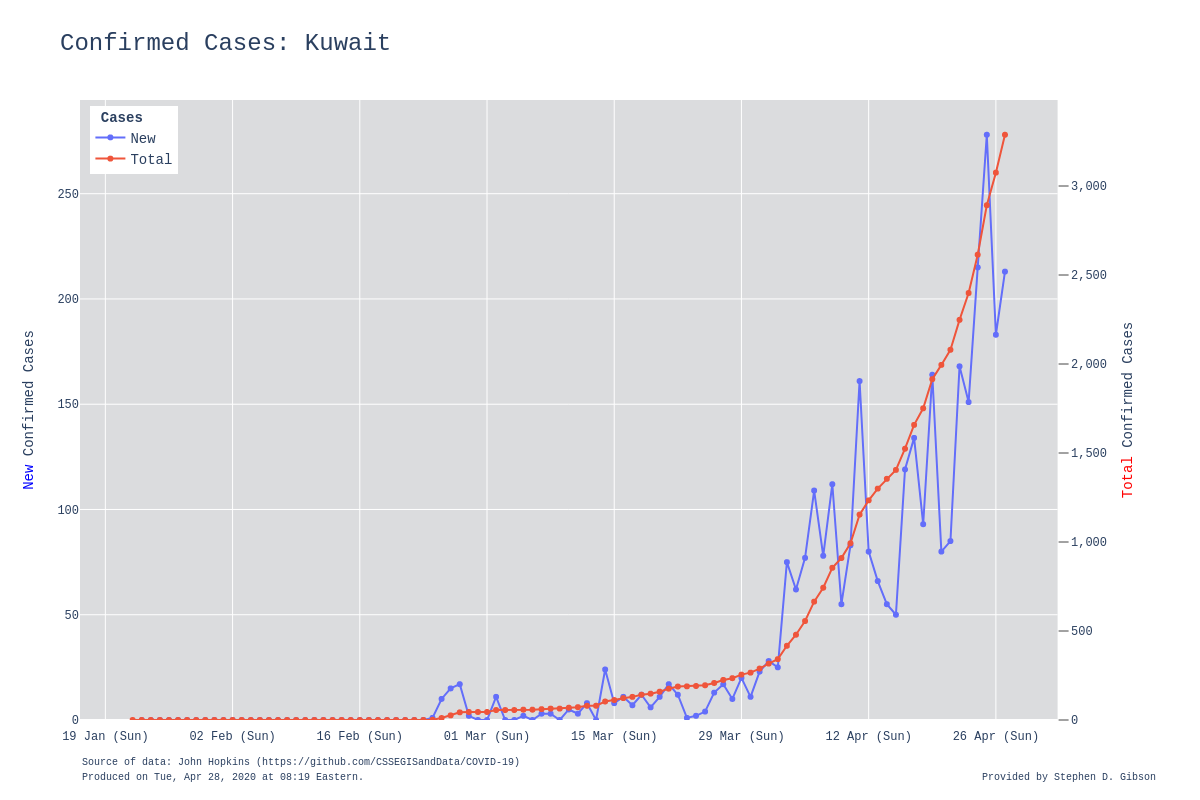 Confirmed Cases: Kuwait
Cases
New
Total
250
200
150
100
50
0
3,000
2,500
2,000
1,500
1,000
500
0
New Confirmed Cases
Total Confirmed Cases
19 Jan (Sun) 02 Feb (Sun) 16 Feb (Sun) 01 Mar (Sun) 15 Mar (Sun) 29 Mar (Sun) 12 Apr (Sun) 26 Apr (Sun)
Source of data: John Hopkins (https://github.com/CSSEGISandData/COVID-19)
Produced on Tue, Apr 28, 2020 at 08:19 Eastern.
Provided by Stephen D. Gibson